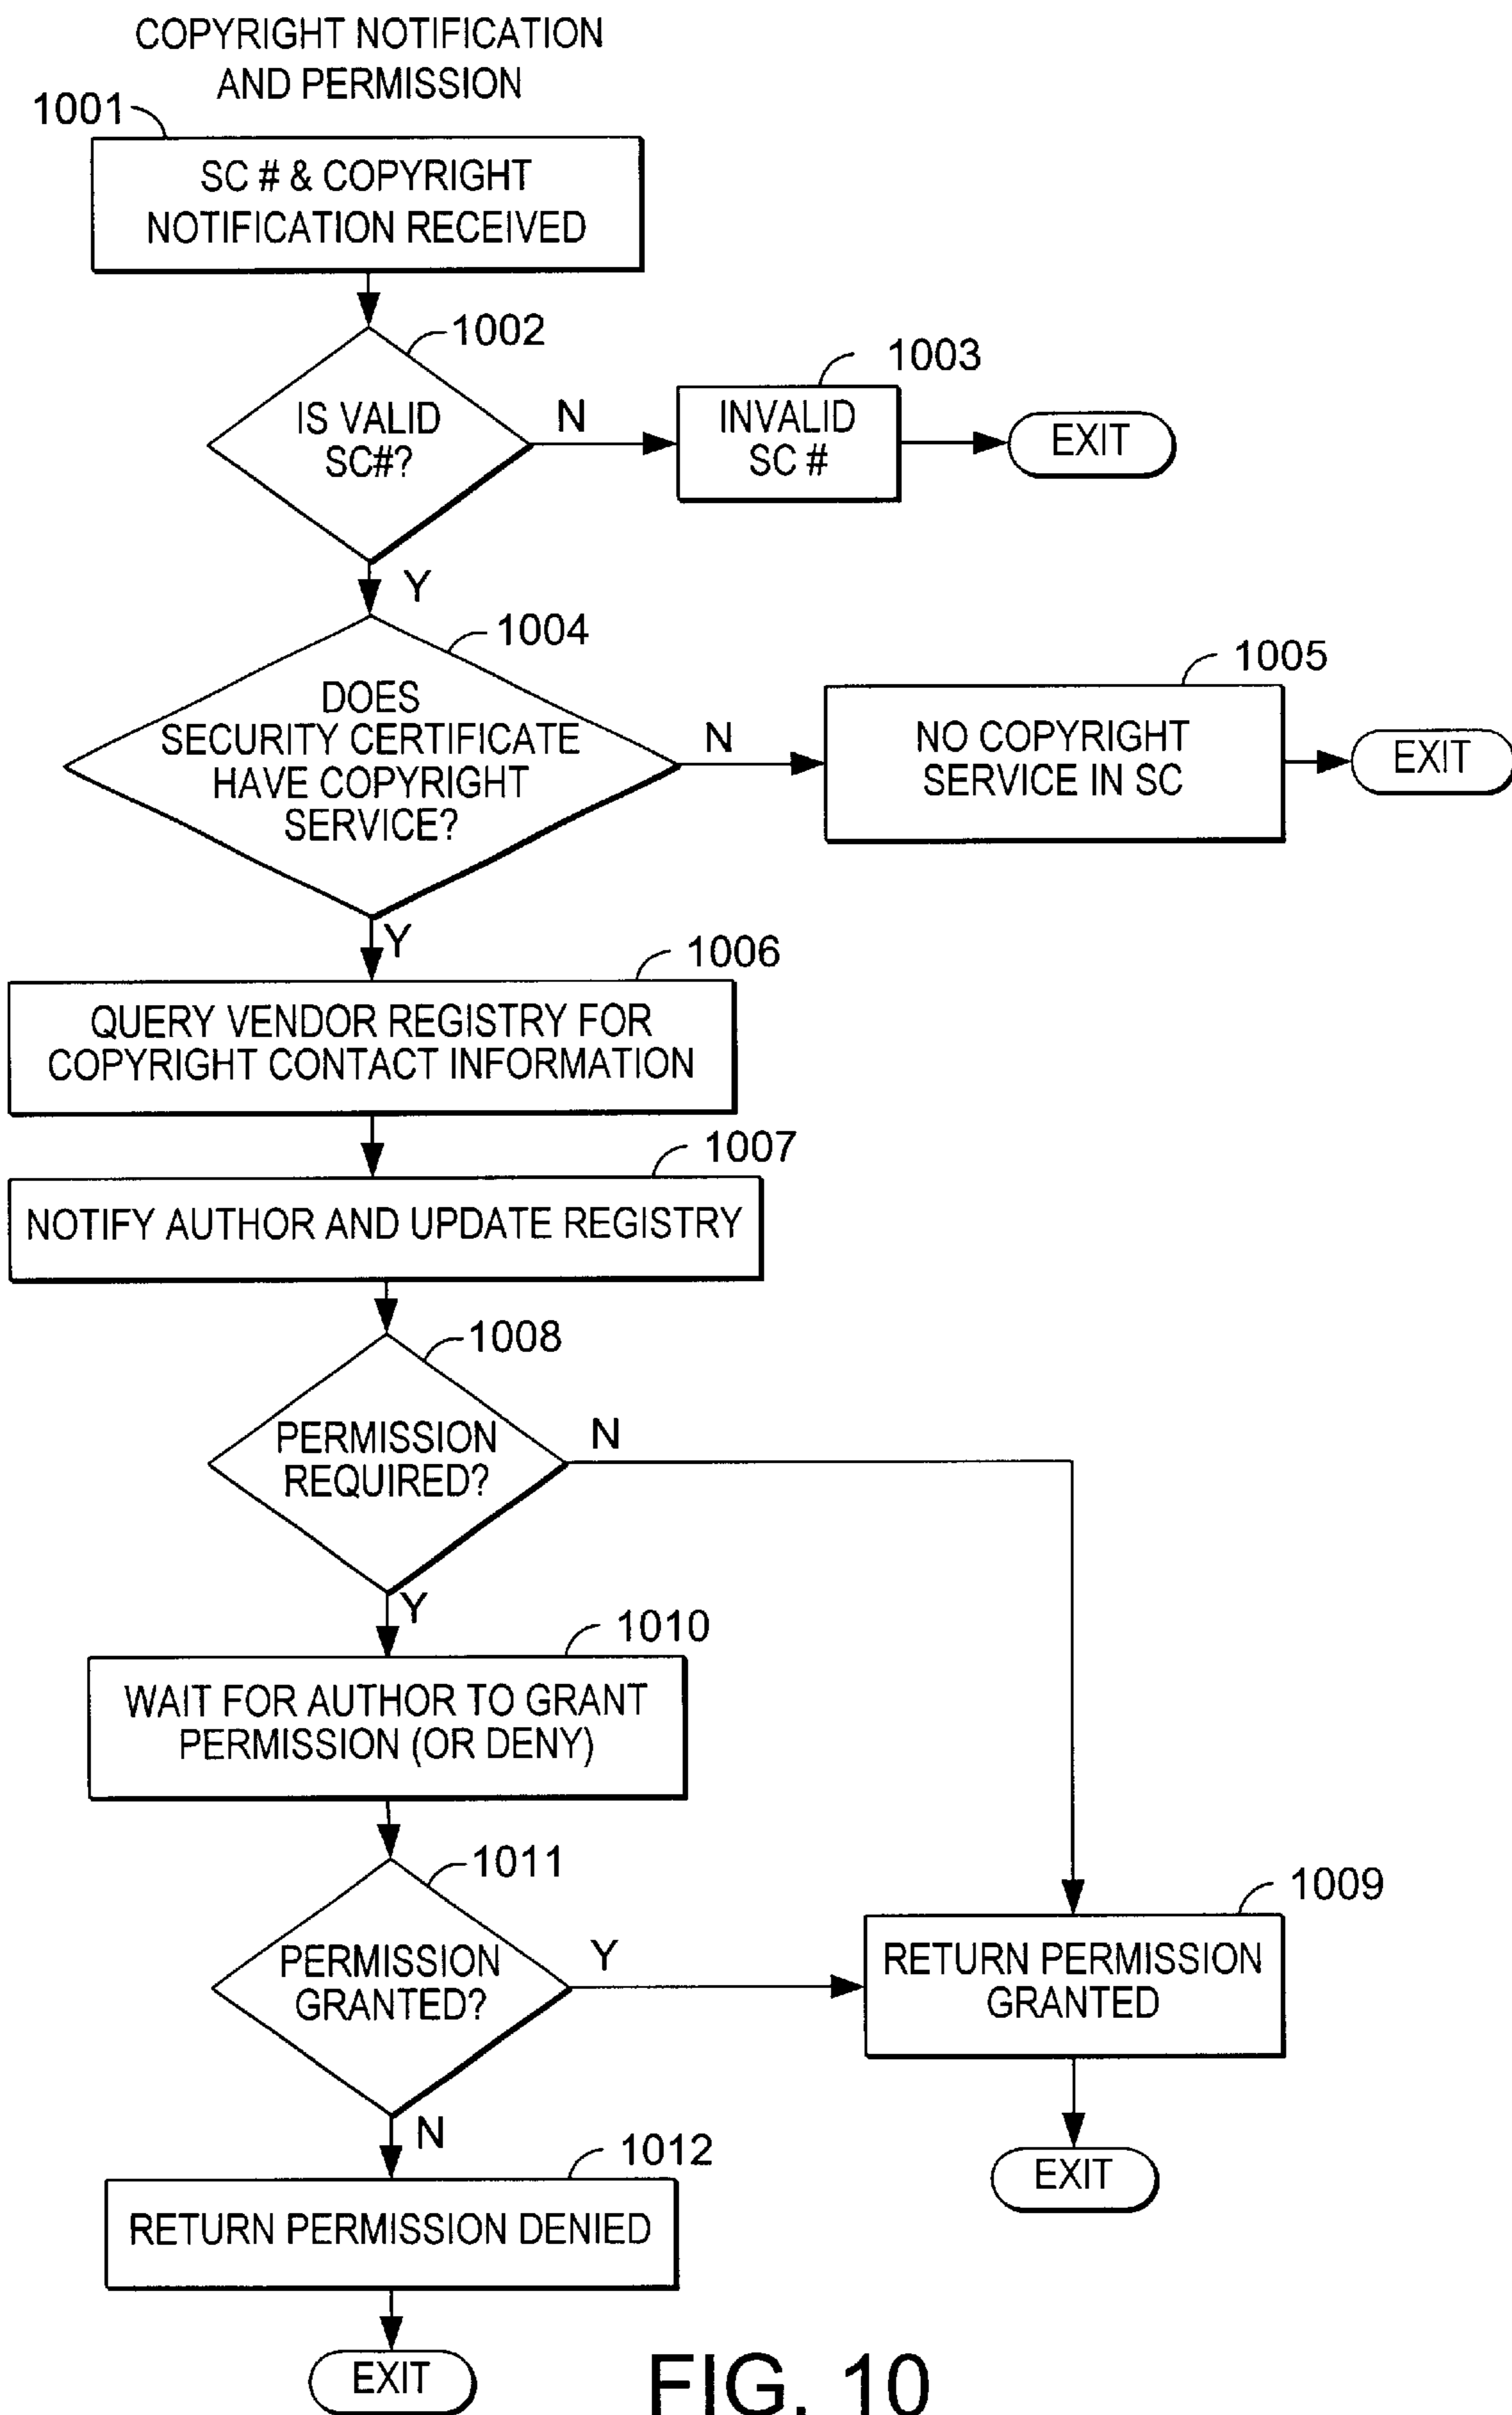 COPYRIGHT NOTIFICATION
AND PERMISSION
1001
SC # & COPYRIGHT
NOTIFICATION RECEIVED
1002
IS VALID
SC#?
N
1003
INVALID
SC #
EXIT
Y
1004
DOES
SECURITY CERTIFICATE
HAVE COPYRIGHT
SERVICE?
N
1005
NO COPYRIGHT
SERVICE IN SC
EXIT
Y
1006
QUERY VENDOR REGISTRY FOR
COPYRIGHT CONTACT INFORMATION
1007
NOTIFY AUTHOR AND UPDATE REGISTRY
1008
PERMISSION
REQUIRED?
N
Y
1010
WAIT FOR AUTHOR TO GRANT
PERMISSION (OR DENY)
1011
PERMISSION
GRANTED?
Y
1009
RETURN PERMISSION
GRANTED
EXIT
N
1012
RETURN PERMISSION DENIED
EXIT
FIG. 10